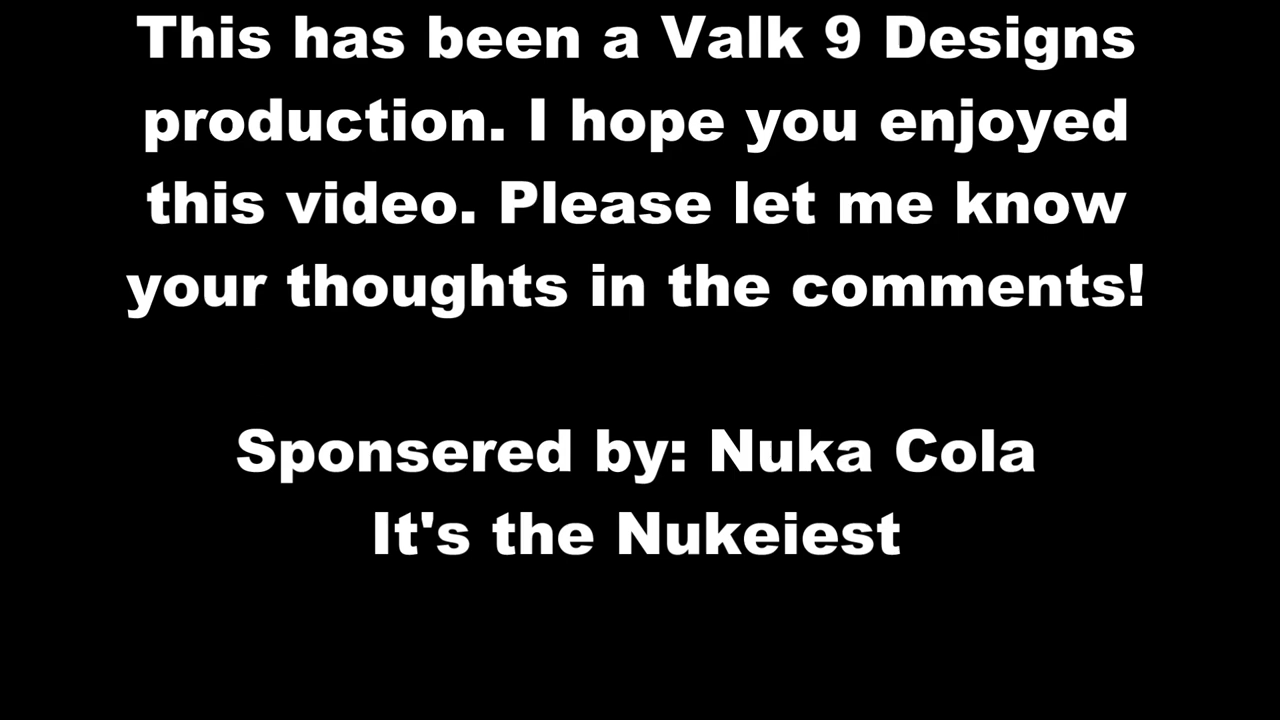 This has been a Valk 9 Designs
production. I hope you enjoyed
this video. Please let me know
your thoughts in the comments!
Sponsered by: Nuka Cola
It's the Nukeiest